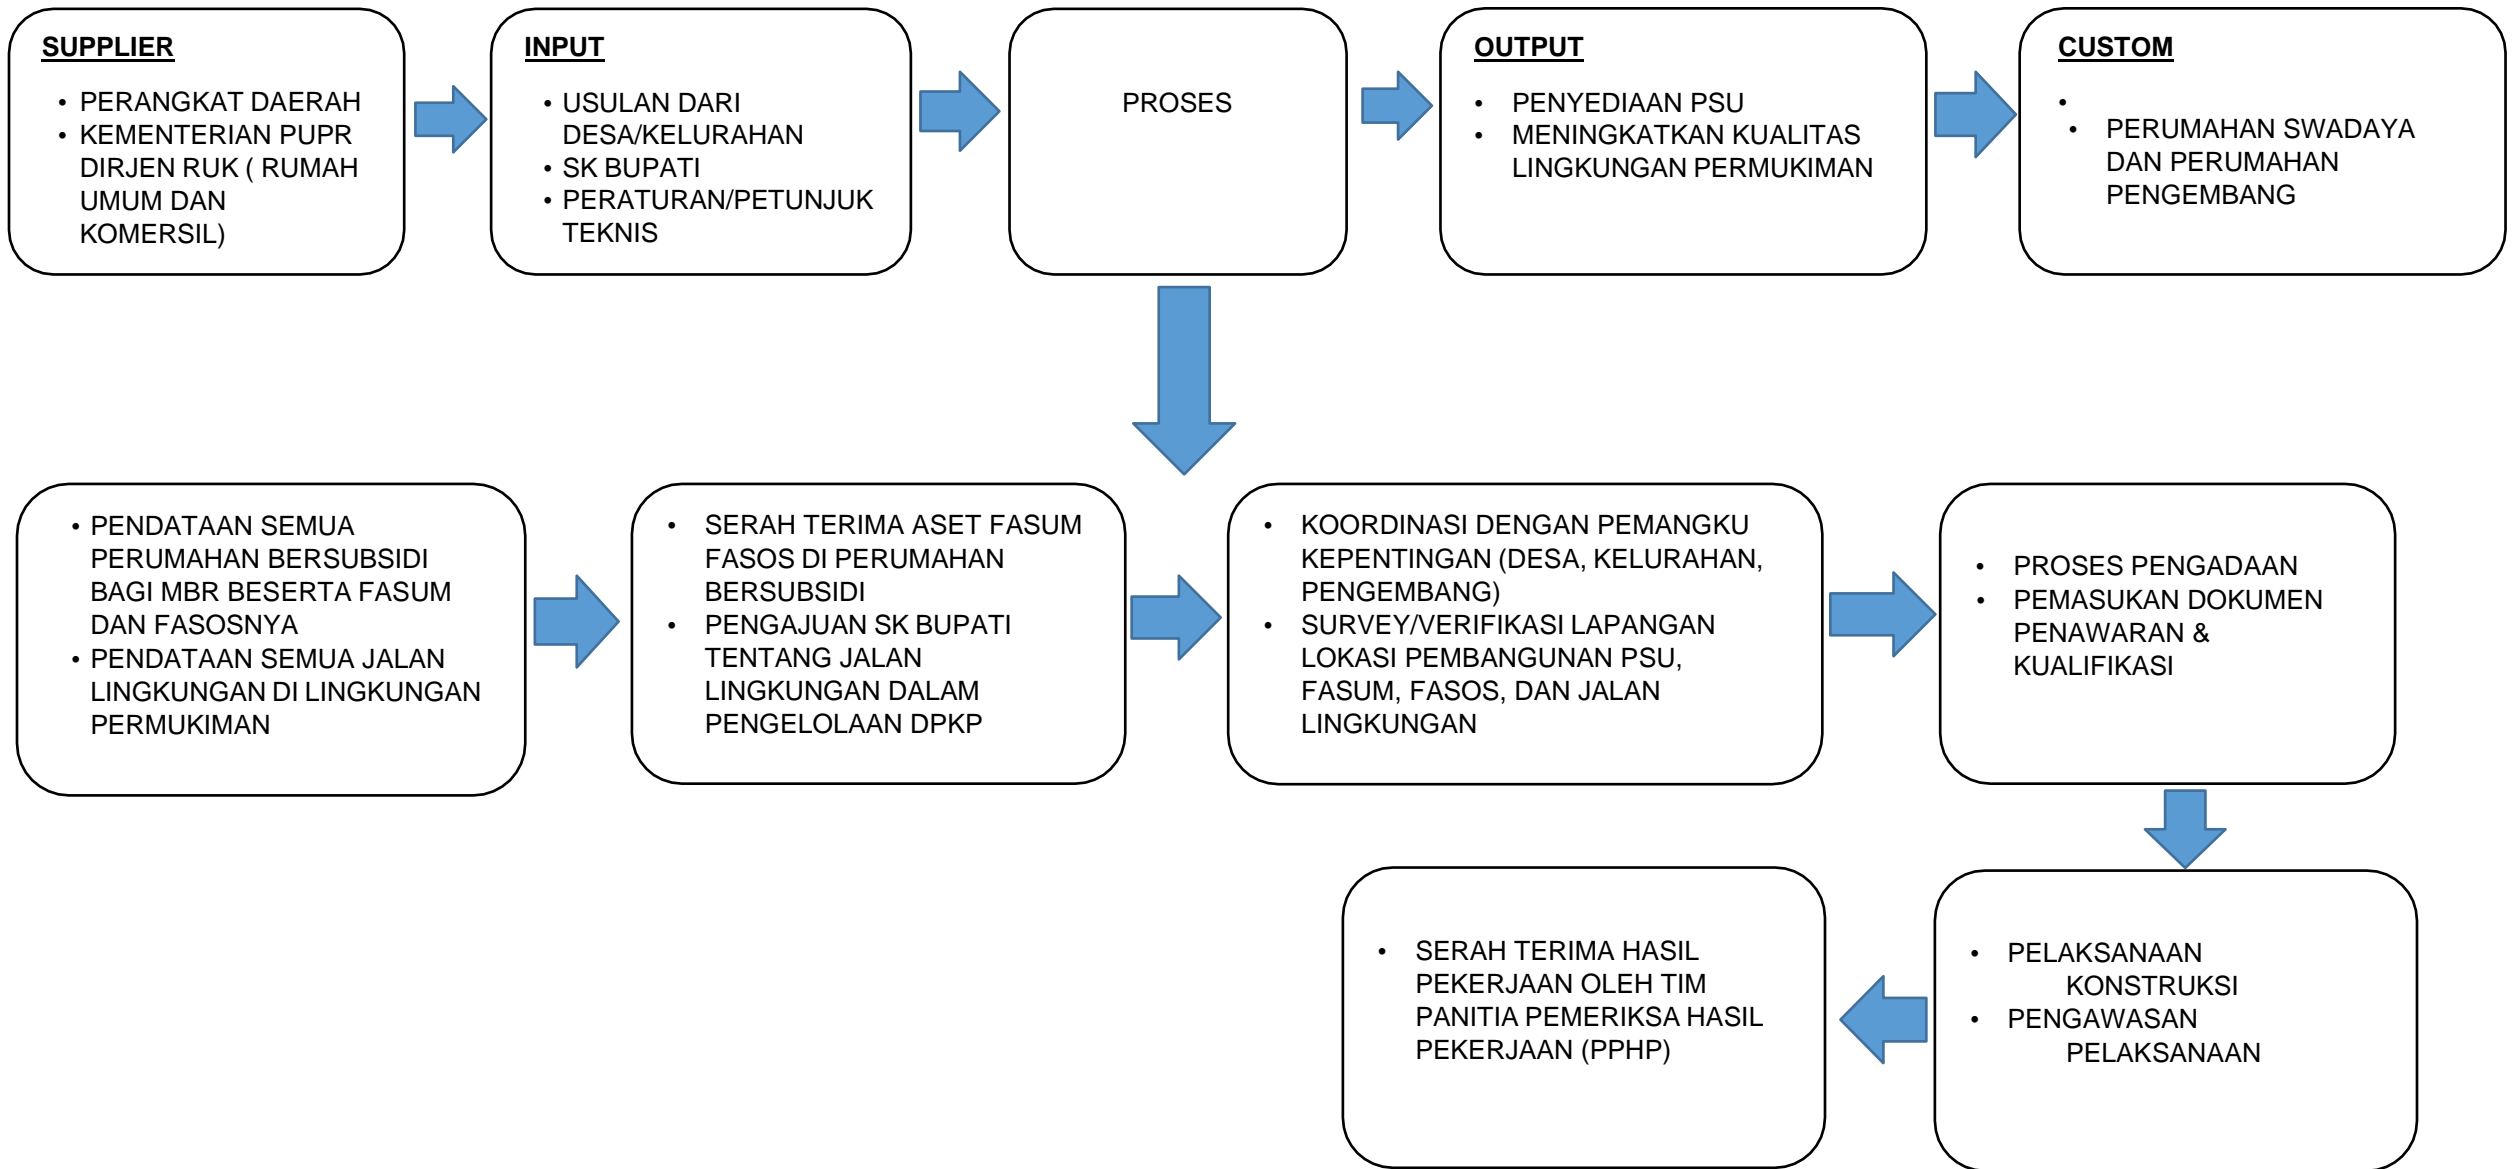 SUPPLIER
• PERANGKAT DAERAH
• KEMENTERIAN PUPR
DIRJEN RUK ( RUMAH
UMUM DAN
KOMERSIL)
INPUT
• USULAN DARI
DESA/KELURAHAN
• SK BUPATI
• PERATURAN/PETUNJUK
TEKNIS
PROSES
OUTPUT
• PENYEDIAAN PSU
• MENINGKATKAN KUALITAS
LINGKUNGAN PERMUKIMAN
CUSTOM
•
• PERUMAHAN SWADAYA
DAN PERUMAHAN
PENGEMBANG
• PENDATAAN SEMUA
PERUMAHAN BERSUBSIDI
BAGI MBR BESERTA FASUM
DAN FASOSNYA
• PENDATAAN SEMUA JALAN
LINGKUNGAN DI LINGKUNGAN
PERMUKIMAN
• SERAH TERIMA ASET FASUM
FASOS DI PERUMAHAN
BERSUBSIDI
• PENGAJUAN SK BUPATI
TENTANG JALAN
LINGKUNGAN DALAM
PENGELOLAAN DPKP
• KOORDINASI DENGAN PEMANGKU
KEPENTINGAN (DESA, KELURAHAN,
PENGEMBANG)
• SURVEY/VERIFIKASI LAPANGAN
LOKASI PEMBANGUNAN PSU,
FASUM, FASOS, DAN JALAN
LINGKUNGAN
• PROSES PENGADAAN
• PEMASUKAN DOKUMEN
PENAWARAN &
KUALIFIKASI
• PELAKSANAAN
KONSTRUKSI
• PENGAWASAN
PELAKSANAAN
• SERAH TERIMA HASIL
PEKERJAAN OLEH TIM
PANITIA PEMERIKSA HASIL
PEKERJAAN (PPHP)